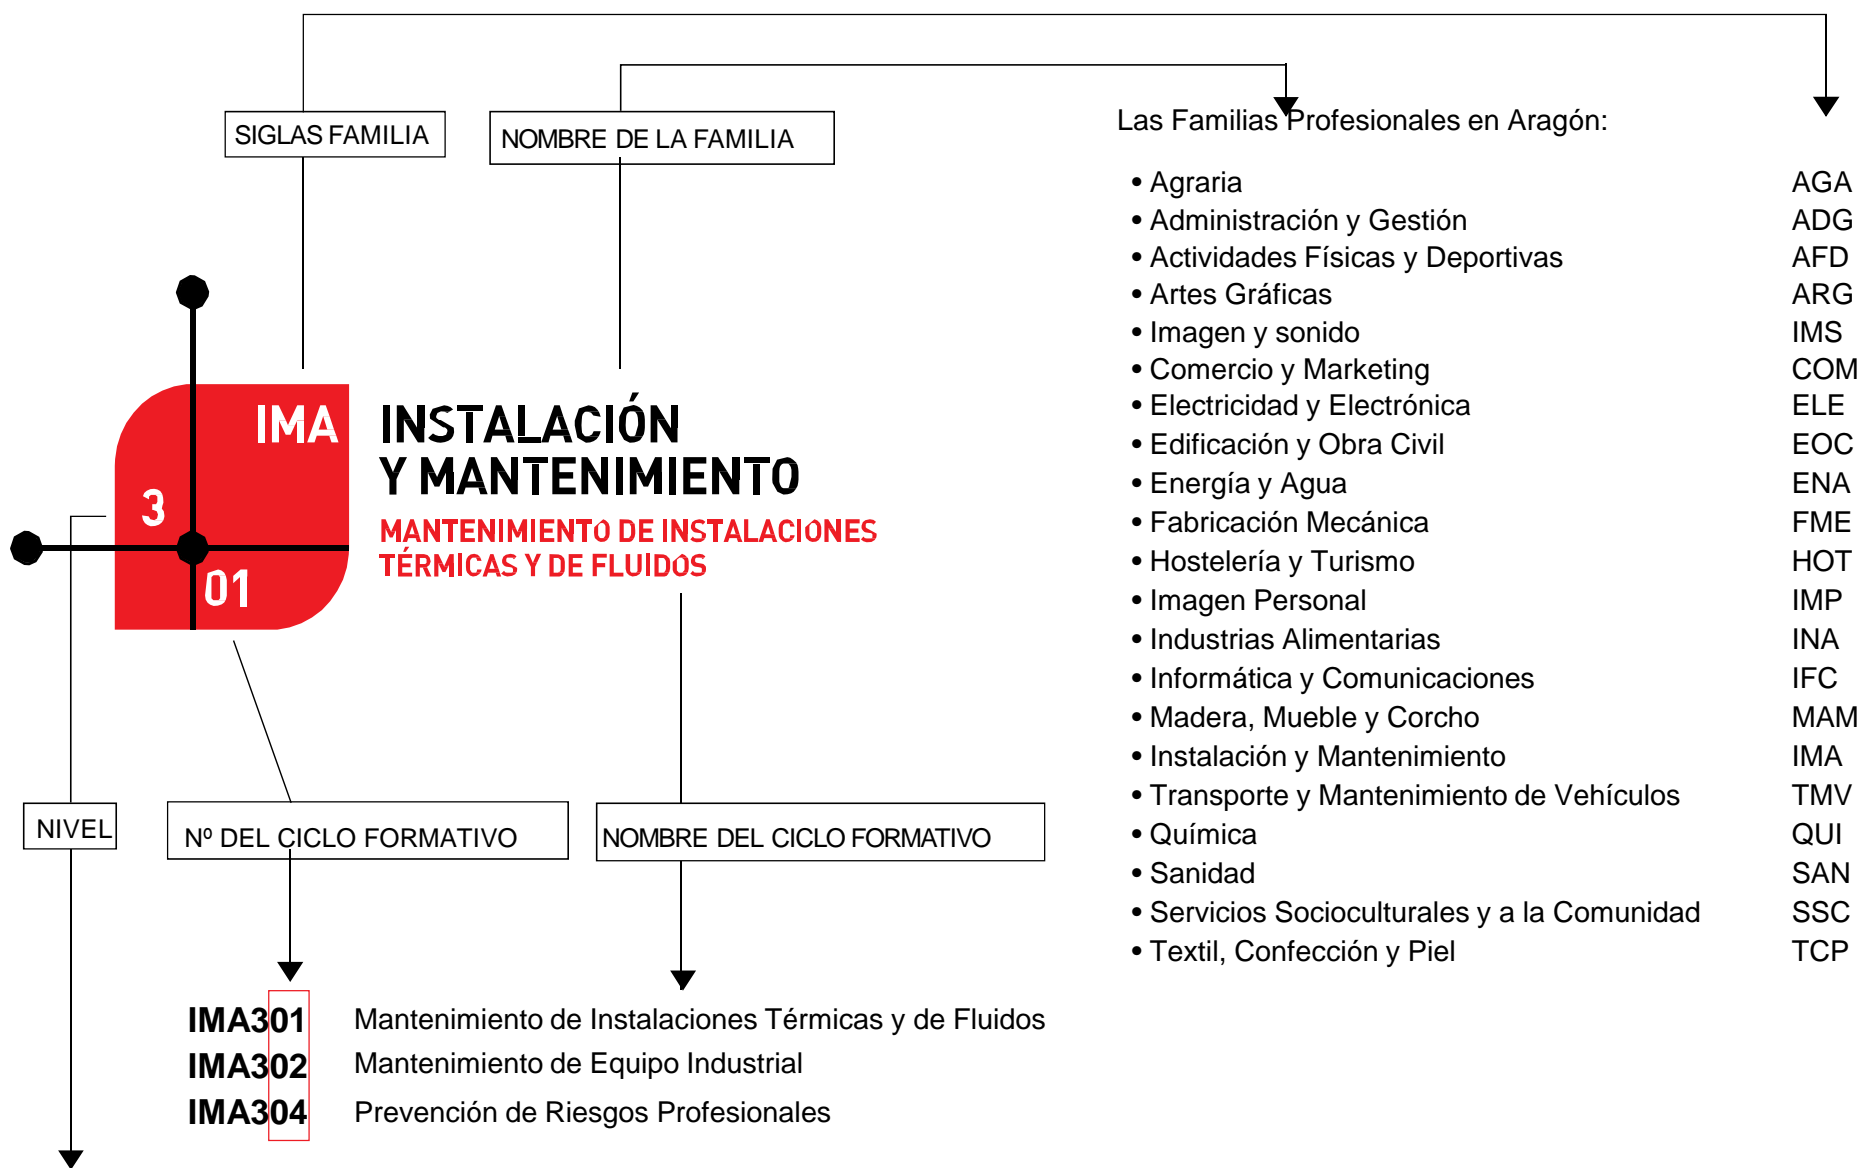 SIGLAS FAMILIA
NOMBRE DE LA FAMILIA
IMA
INSTALACIÓN
Y MANTENIMIENTO
3
MANTENIMIENTO DE INSTALACIONES
TÉRMICAS Y DE FLUIDOS
01
NIVEL
Nº DEL CICLO FORMATIVO
NOMBRE DEL CICLO FORMATIVO
IMA301 Mantenimiento de Instalaciones Térmicas y de Fluidos
IMA302 Mantenimiento de Equipo Industrial
IMA304 Prevención de Riesgos Profesionales
Las Familias Profesionales en Aragón:
• Agraria AGA
• Administración y Gestión ADG
• Actividades Físicas y Deportivas AFD
• Artes Gráficas ARG
• Imagen y sonido IMS
• Comercio y Marketing COM
• Electricidad y Electrónica ELE
• Edificación y Obra Civil EOC
• Energía y Agua ENA
• Fabricación Mecánica FME
• Hostelería y Turismo HOT
• Imagen Personal IMP
• Industrias Alimentarias INA
• Informática y Comunicaciones IFC
• Madera, Mueble y Corcho MAM
• Instalación y Mantenimiento IMA
• Transporte y Mantenimiento de Vehículos TMV
• Química QUI
• Sanidad SAN
• Servicios Socioculturales y a la Comunidad SSC
• Textil, Confección y Piel TCP